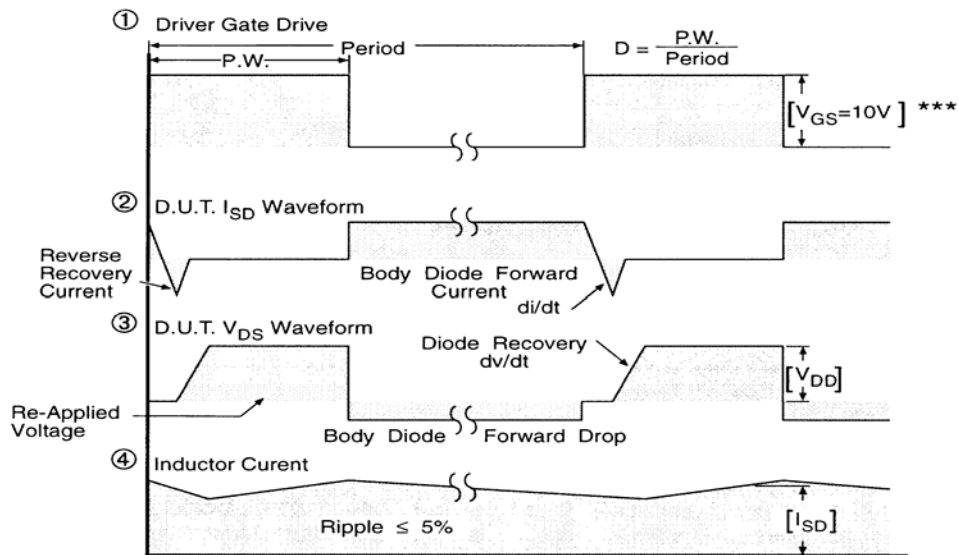 ① Driver Gate Drive
Period
P.W.
D = P.W. / Period
[VGS=10V] ***
② D.U.T. ISD Waveform
Reverse
Recovery
Current
Body Diode Forward
Current
di/dt
③ D.U.T. VDS Waveform
Diode Recovery
dv/dt
[VDD]
Re-Applied
Voltage
Body Diode Forward Drop
④ Inductor Curent
Ripple ≤ 5%
[ISD]